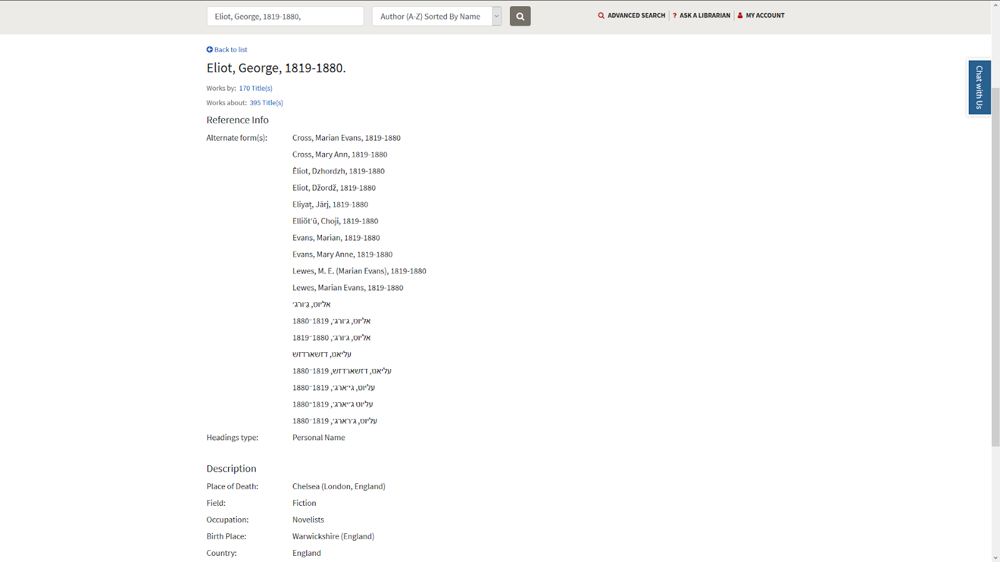 Eliot, George, 1819-1880,
Author (A-Z) Sorted By Name
ADVANCED SEARCH
? ASK A LIBRARIAN
MY ACCOUNT
Back to list
Chat with Us
Eliot, George, 1819-1880.
Works by: 170 Title(s)
Works about: 395 Title(s)
Reference Info
Alternate form(s): Cross, Marian Evans, 1819-1880
Cross, Mary Ann, 1819-1880
Ėliot, Dzhordzh, 1819-1880
Eliot, Džordž, 1819-1880
Eliyaṭ, Jārj, 1819-1880
Elliŏtʻŭ, Choji, 1819-1880
Evans, Marian, 1819-1880
Evans, Mary Anne, 1819-1880
Lewes, M. E. (Marian Evans), 1819-1880
Lewes, Marian Evans, 1819-1880
אליוט, ג׳ורג׳
אליוט, ג׳ורג׳, 1819־1880
אליוט, ג׳ורג׳, 1880־1819
עליאט, דזשארדזש
עליאט, דזשארדזש, 1819־1880
עליוט, גי׳ארג׳, 1819־1880
עליוט ג׳יארג׳, 1819־1880
עליוט, ג׳רארג׳, 1819־1880
Headings type: Personal Name
Description
Place of Death: Chelsea (London, England)
Field: Fiction
Occupation: Novelists
Birth Place: Warwickshire (England)
Country: England